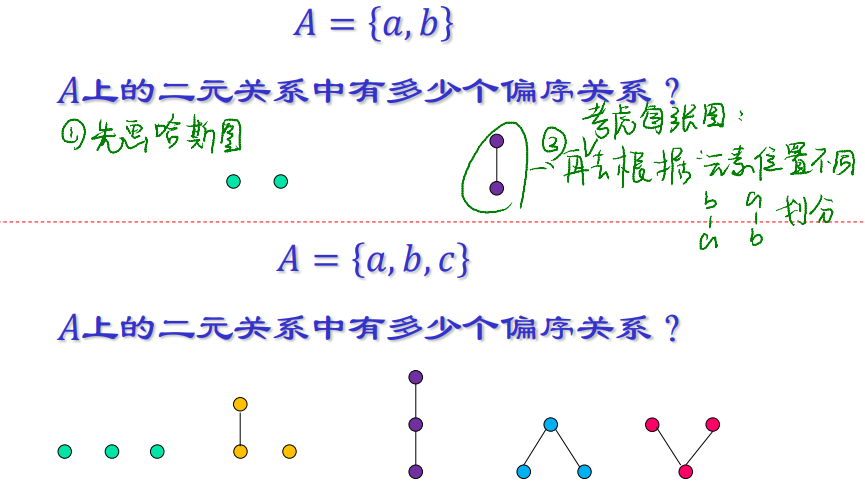 A = {a, b}
A上的二元关系中有多少个偏序关系？
①先画哈斯图
考虑每张图：
②再去根据元素位置不同
b a
a b
划分
A = {a, b, c}
A上的二元关系中有多少个偏序关系？